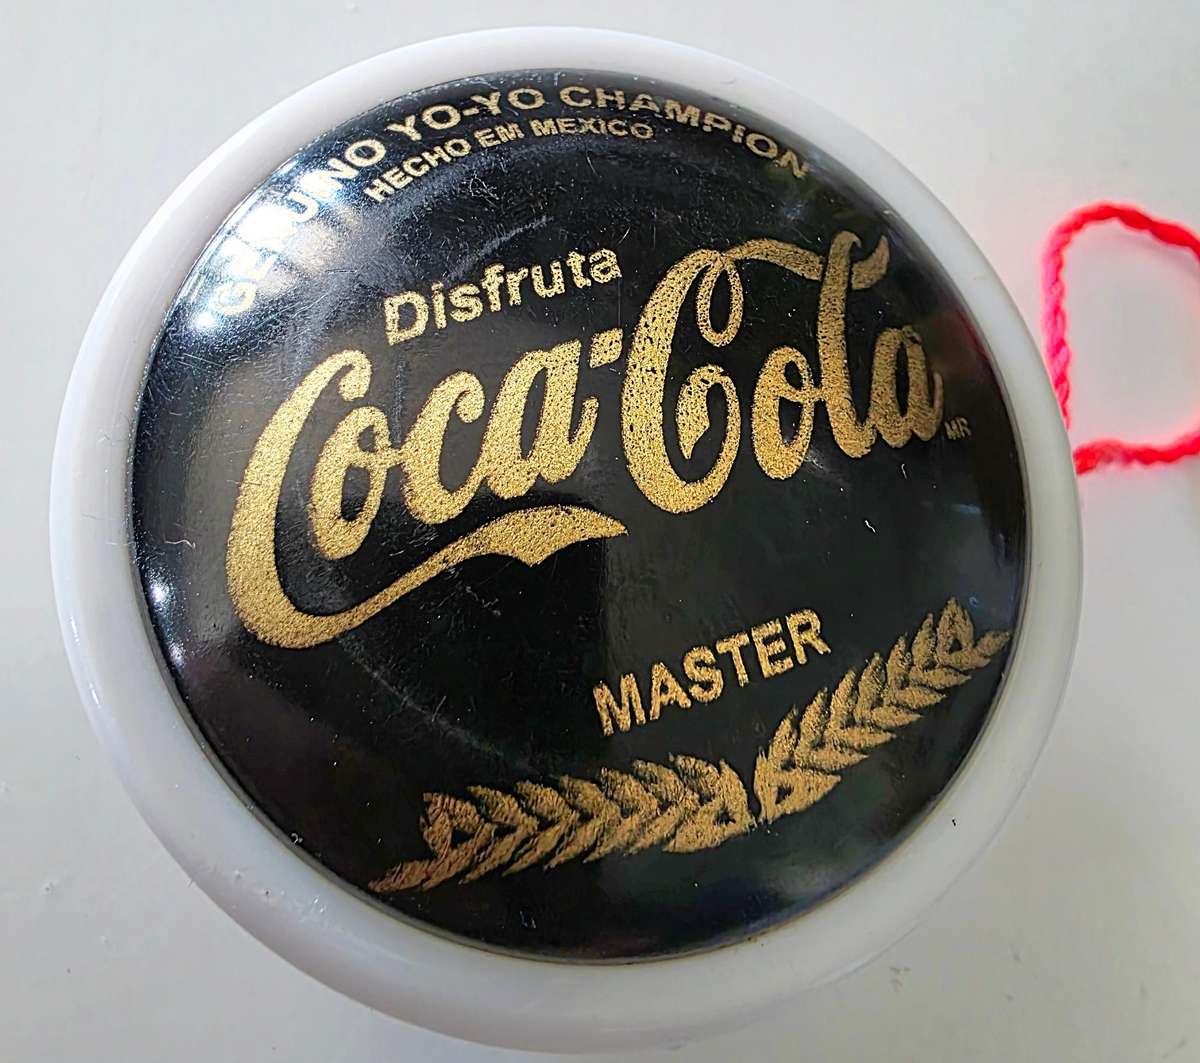 GENUINO YO-YO CHAMPION
HECHO EM MEXICO
Disfruta
Coca-Cola MR
MASTER